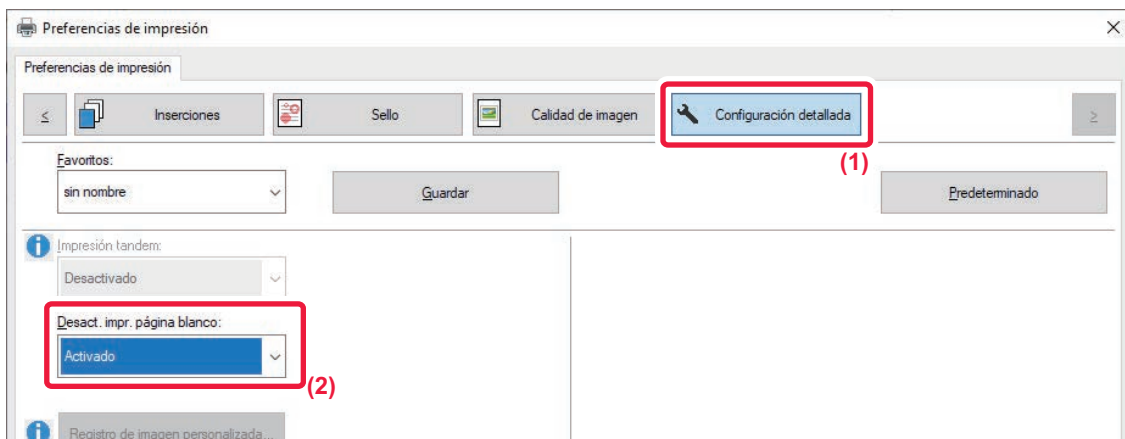 Preferencias de impresión
Preferencias de impresión
< Inserciones Sello Calidad de imagen Configuración detallada >
(1)
Favoritos:
sin nombre Guardar Predeterminado
Impresión tandem:
Desactivado
Desact. impr. página blanco:
Activado
(2)
Registro de imagen personalizada...